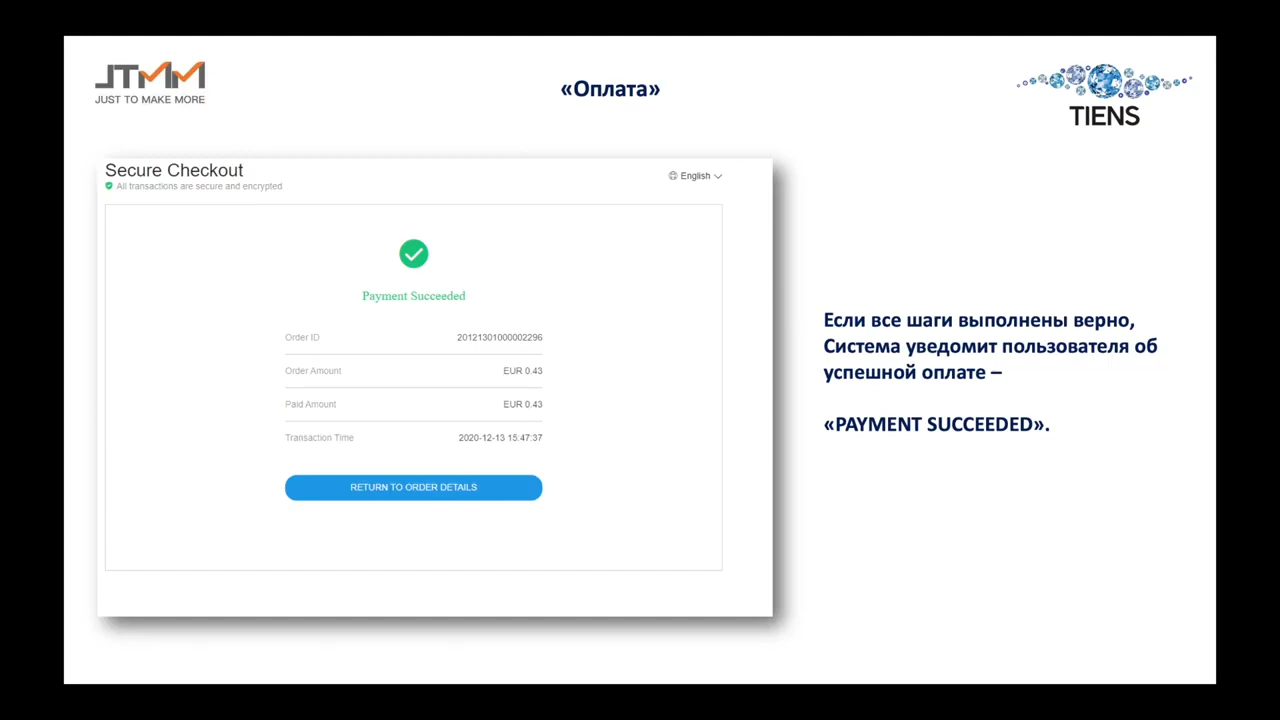 JTMM
JUST TO MAKE MORE
«Оплата»
TIENS
Secure Checkout
All transactions are secure and encrypted
English
Payment Succeeded
Order ID 20121301000002296
Order Amount EUR 0.43
Paid Amount EUR 0.43
Transaction Time 2020-12-13 15:47:37
RETURN TO ORDER DETAILS
Если все шаги выполнены верно,
Система уведомит пользователя об
успешной оплате –
«PAYMENT SUCCEEDED».